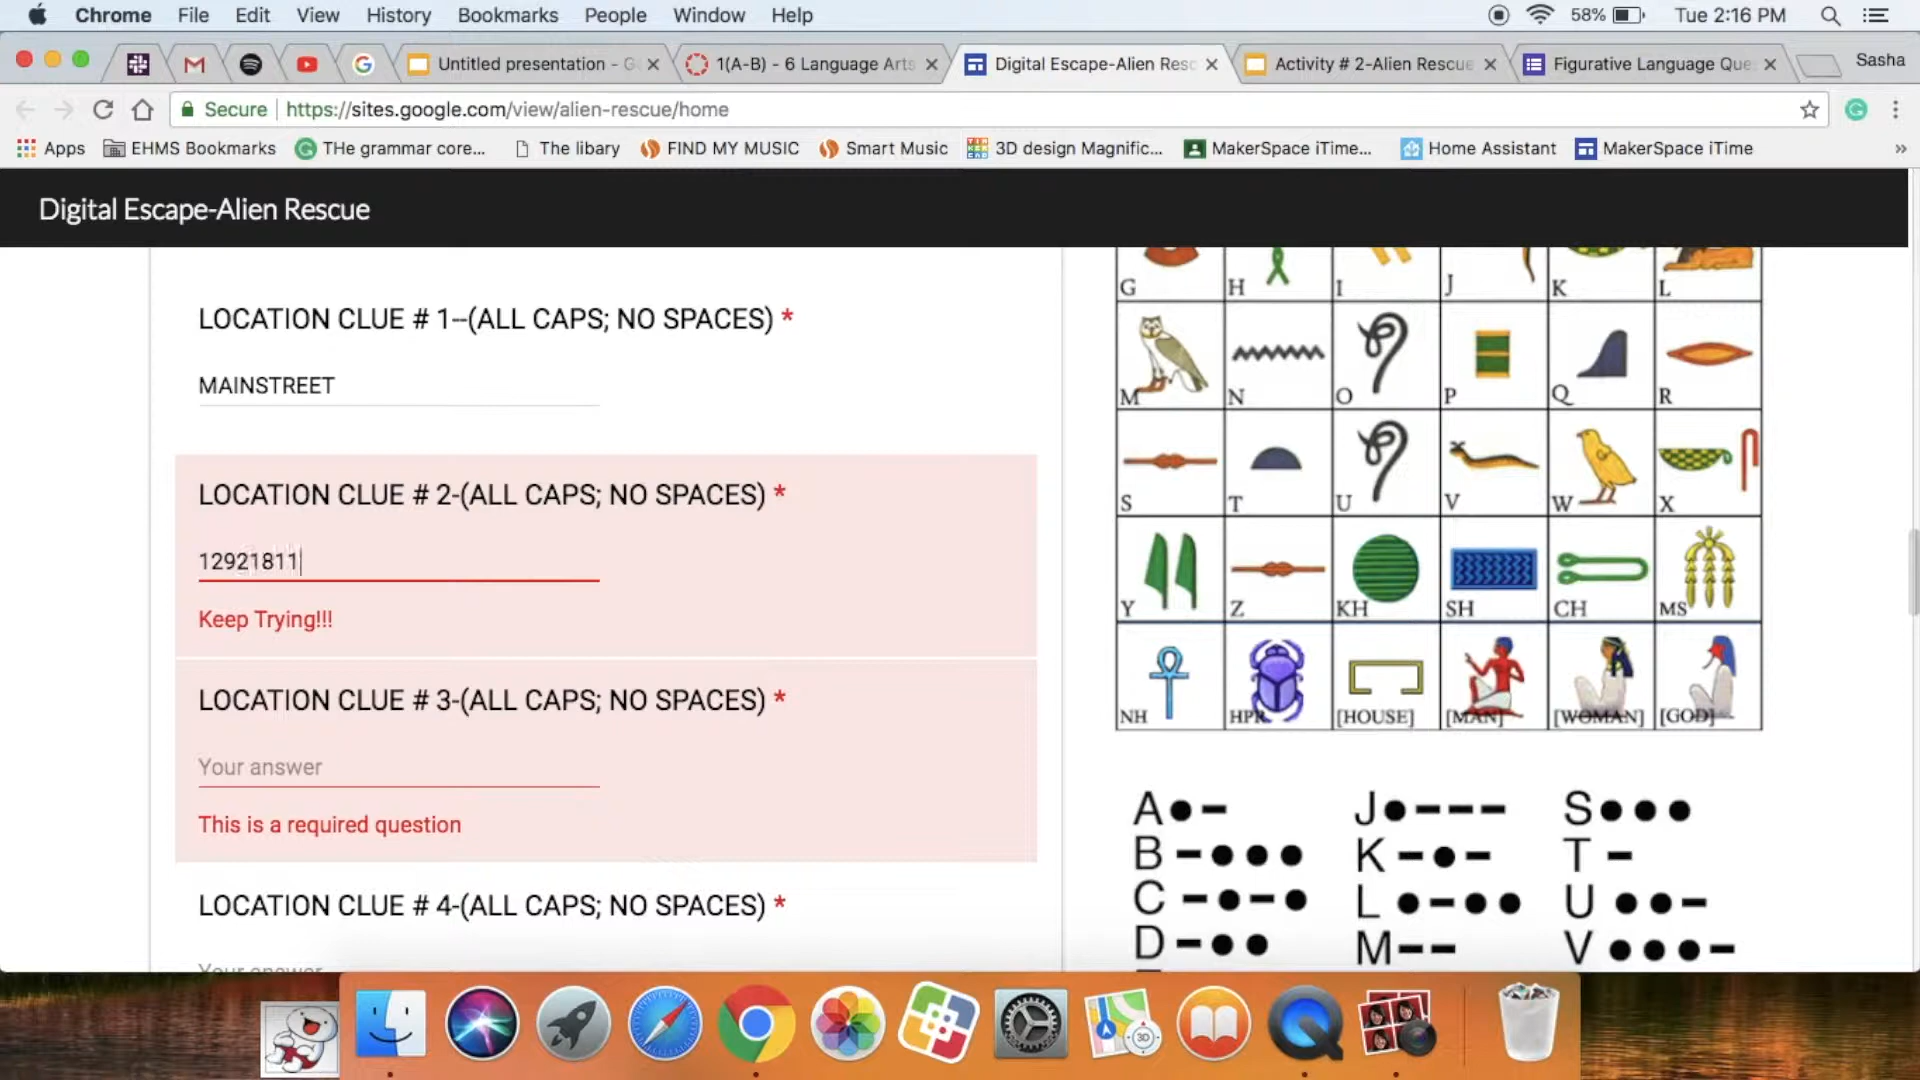 Chrome File Edit View History Bookmarks People Window Help 58% Tue 2:16 PM
Untitled presentation - G 1(A-B) - 6 Language Arts Digital Escape-Alien Resc Activity # 2-Alien Rescue Figurative Language Que Sasha
Secure https://sites.google.com/view/alien-rescue/home
Apps EHMS Bookmarks THe grammar core... The libary FIND MY MUSIC Smart Music 3D design Magnific... MakerSpace iTime... Home Assistant MakerSpace iTime »
Digital Escape-Alien Rescue
LOCATION CLUE # 1--(ALL CAPS; NO SPACES) *
MAINSTREET
LOCATION CLUE # 2-(ALL CAPS; NO SPACES) *
12921811
Keep Trying!!!
LOCATION CLUE # 3-(ALL CAPS; NO SPACES) *
Your answer
This is a required question
LOCATION CLUE # 4-(ALL CAPS; NO SPACES) *
Your answer
G H I J K L
M N O P Q R
S T U V W X
Y Z KH SH CH MS
NH HPR [HOUSE] [MAN] [WOMAN] [GOD]
A J S
B K T
C L U
D M V
3D